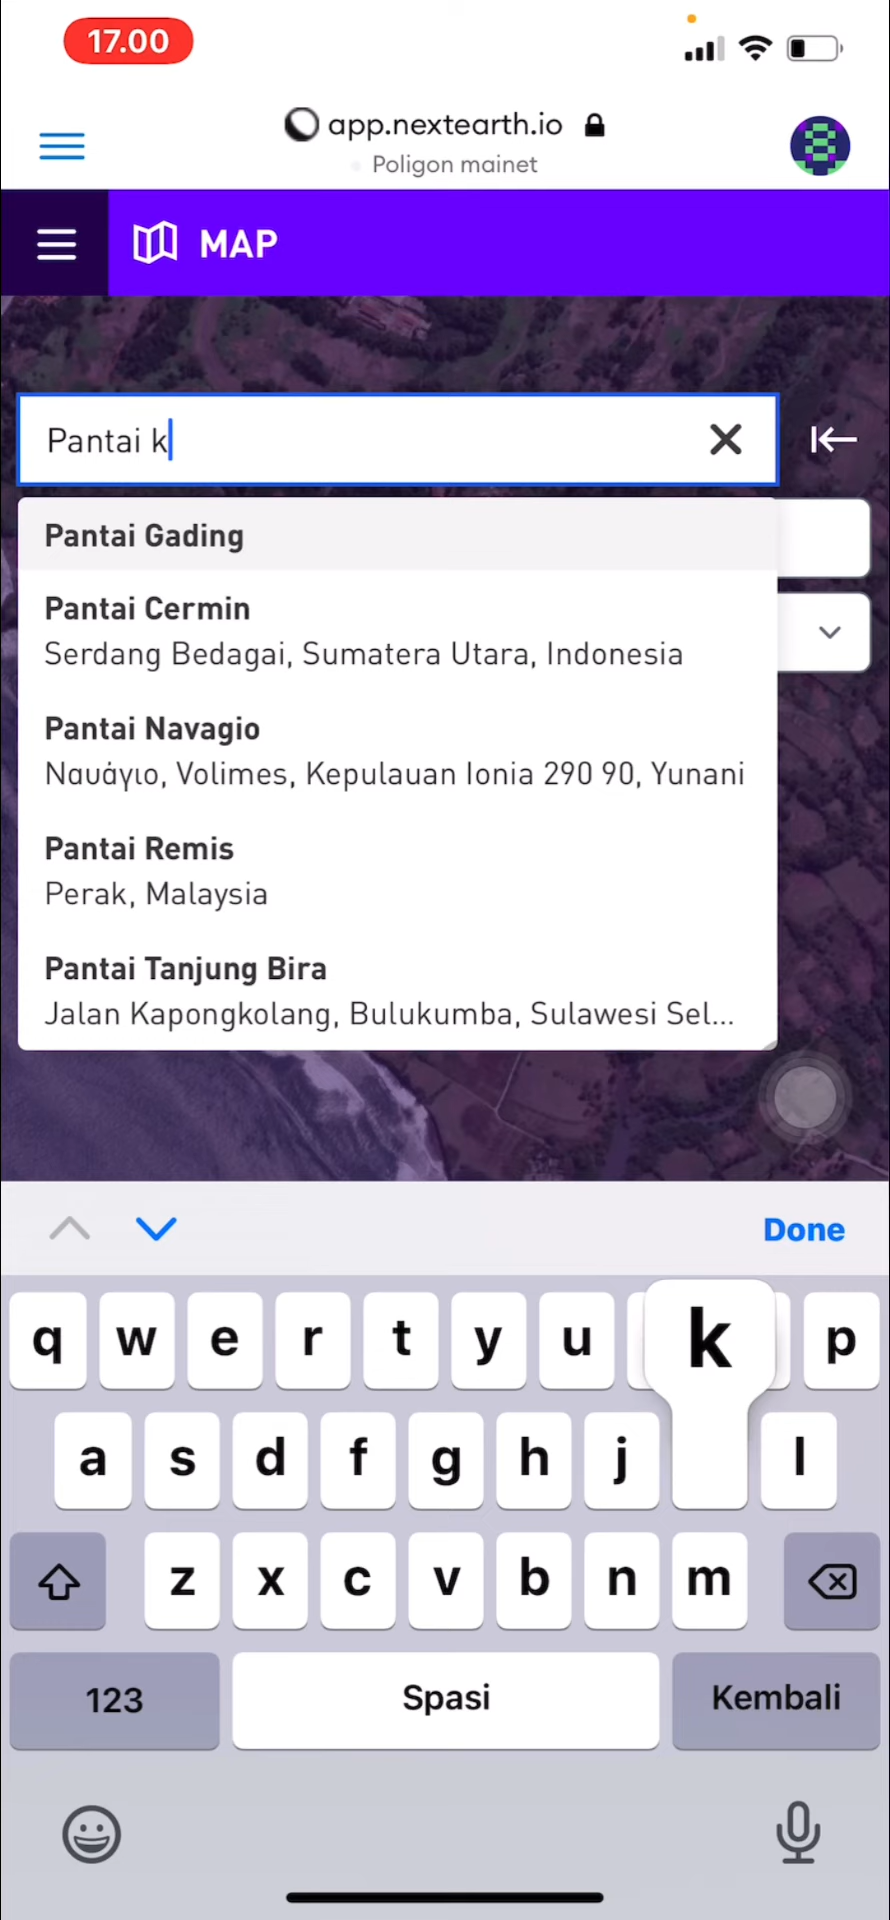 17.00
app.nextearth.io
Poligon mainet
MAP
Pantai k
Pantai Gading
Pantai Cermin
Serdang Bedagai, Sumatera Utara, Indonesia
Pantai Navagio
Ναυάγιο, Volimes, Kepulauan Ionia 290 90, Yunani
Pantai Remis
Perak, Malaysia
Pantai Tanjung Bira
Jalan Kapongkolang, Bulukumba, Sulawesi Sel...
Done
q w e r t y u k p
a s d f g h j l
z x c v b n m
123 Spasi Kembali